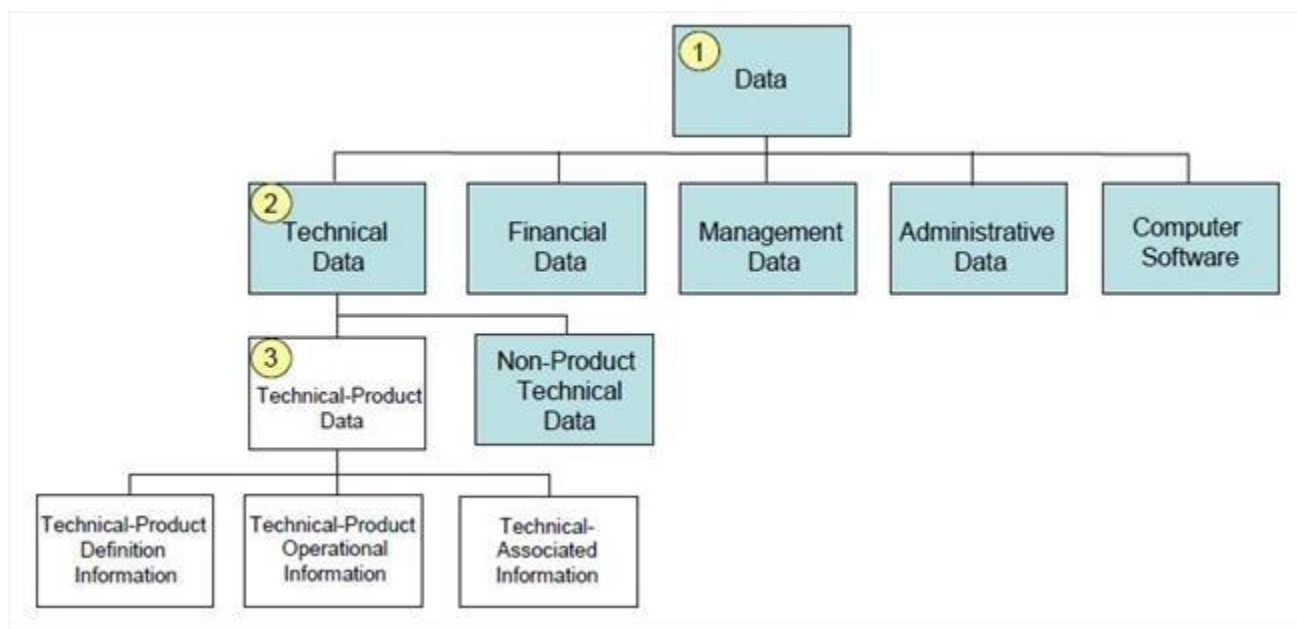 1
Data
2
Technical
Data
Financial
Data
Management
Data
Administrative
Data
Computer
Software
3
Technical-Product
Data
Non-Product
Technical
Data
Technical-Product
Definition
Information
Technical-Product
Operational
Information
Technical-
Associated
Information